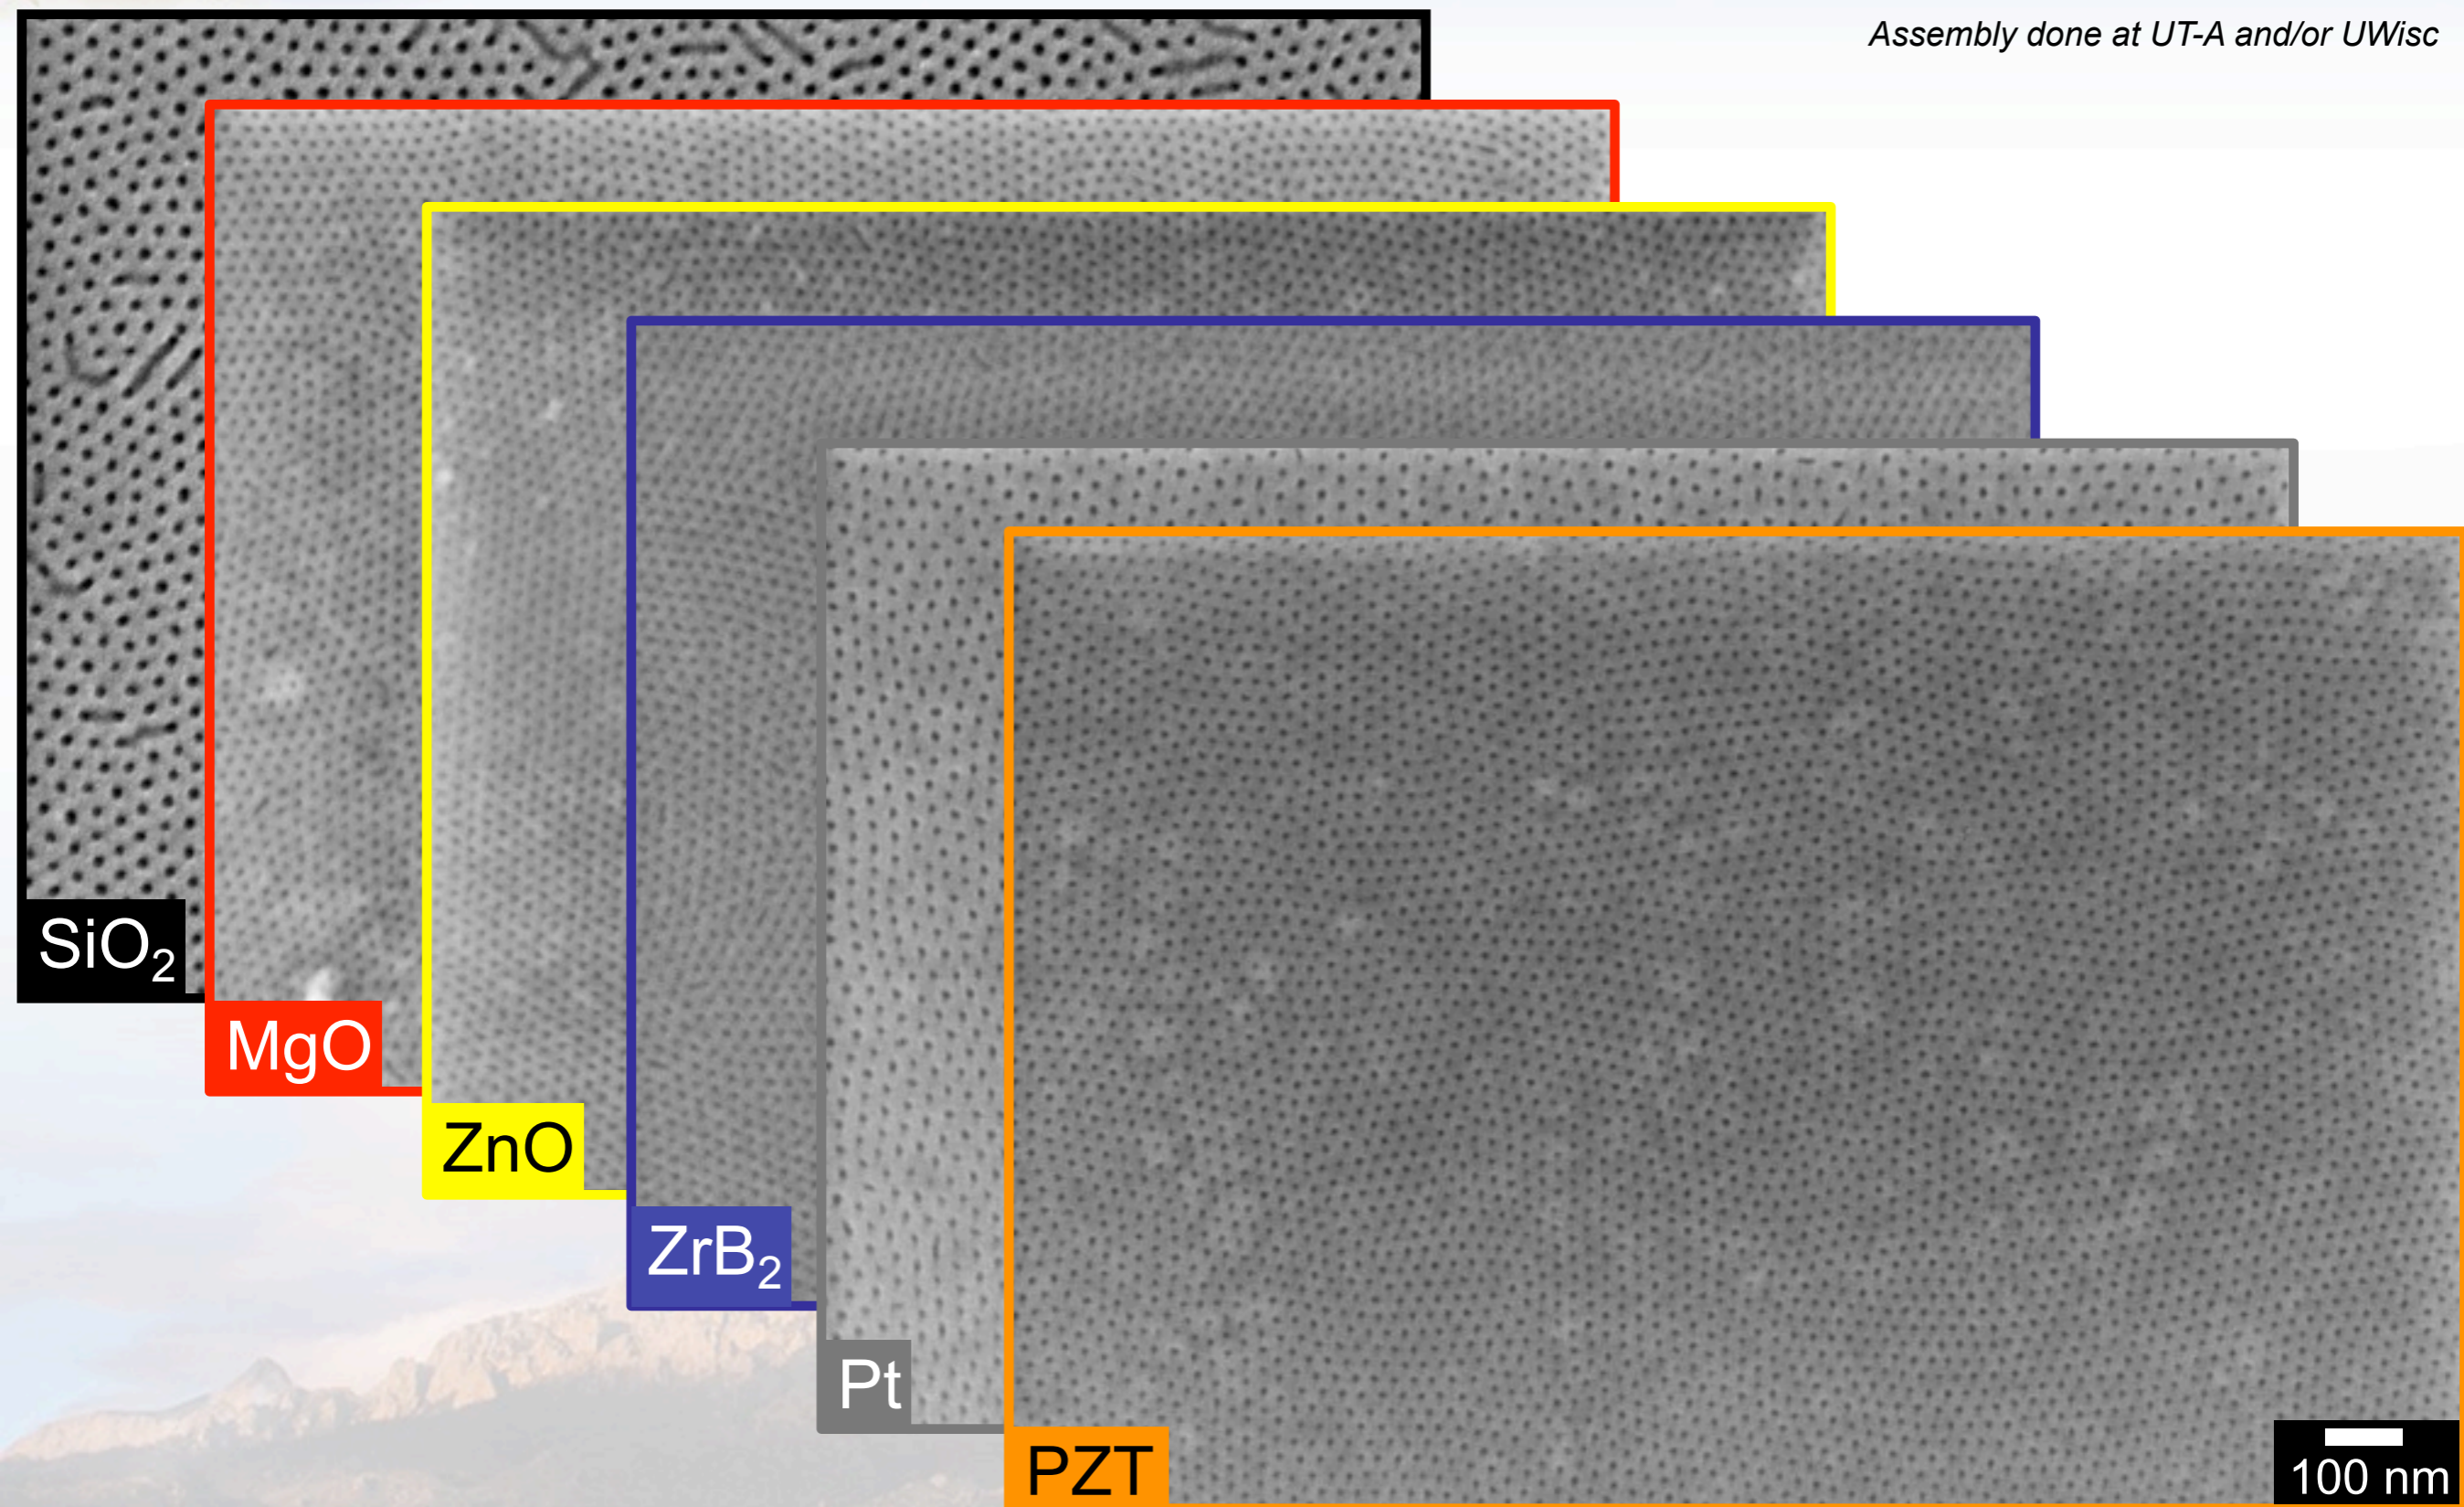 Assembly done at UT-A and/or UWisc
SiO₂
MgO
ZnO
ZrB₂
Pt
PZT
100 nm